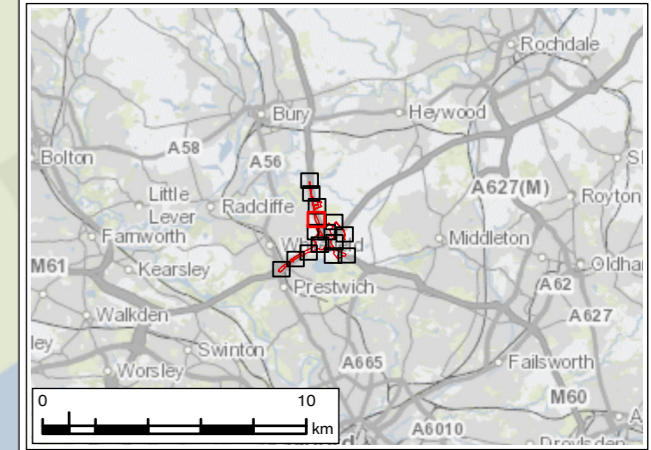 Rochdale
Bury
Heywood
Bolton
A58
A56
A627(M)
Royton
Little
Lever
Radcliffe
Farnworth
Middleton
M61
Kearsley
A62
Prestwich
A627
Walkden
Swinton
Worsley
A665
Failsworth
M60
0
10
km
A6010